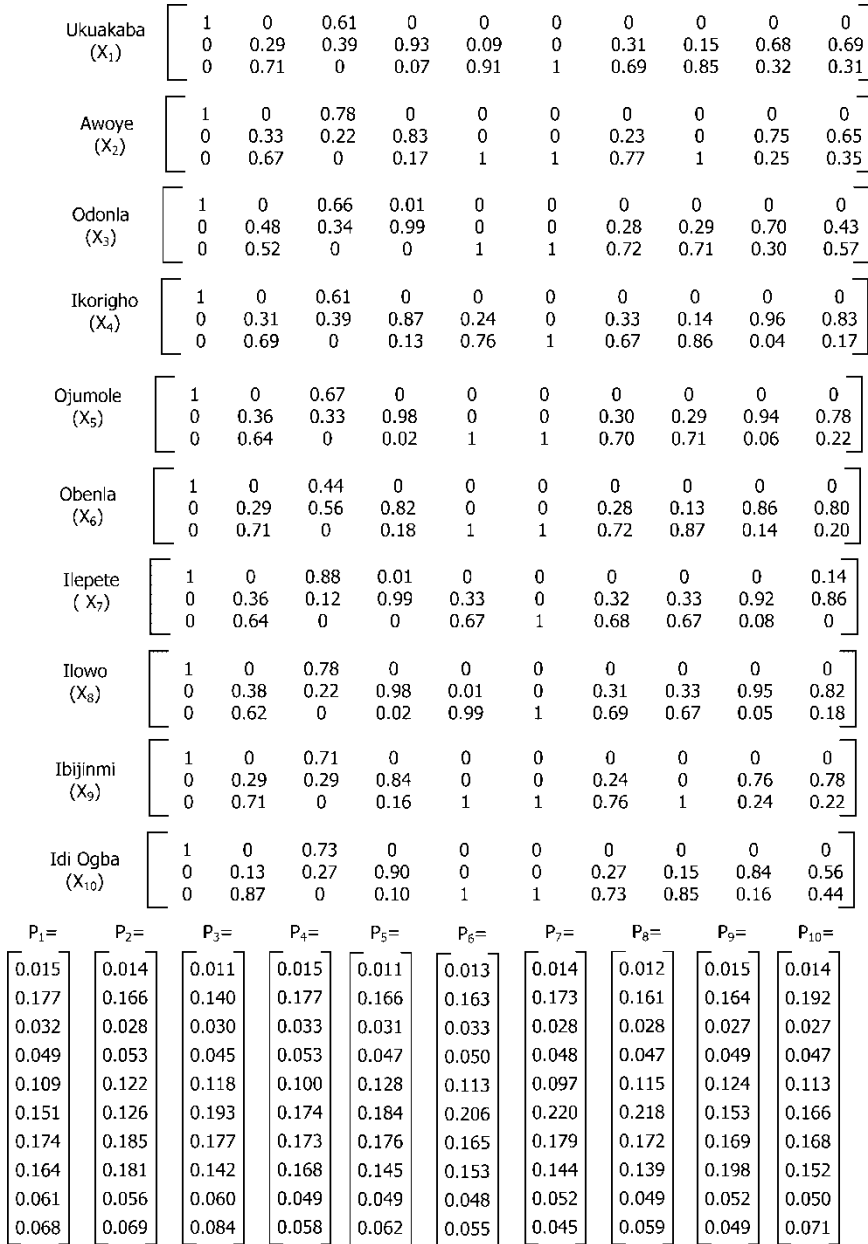 1 0 0.61 0 0 0 0 0 0 0
Ukuakaba 0 0.29 0.39 0.93 0.09 0 0.31 0.15 0.68 0.69
(X₁) 0 0.71 0 0.07 0.91 1 0.69 0.85 0.32 0.31
1 0 0.78 0 0 0 0 0 0 0
Awoye 0 0.33 0.22 0.83 0 0 0.23 0 0.75 0.65
(X₂) 0 0.67 0 0.17 1 1 0.77 1 0.25 0.35
1 0 0.66 0.01 0 0 0 0 0 0
Odonla 0 0.48 0.34 0.99 0 0 0.28 0.29 0.70 0.43
(X₃) 0 0.52 0 0 1 1 0.72 0.71 0.30 0.57
1 0 0.61 0 0 0 0 0 0 0
Ikorigho 0 0.31 0.39 0.87 0.24 0 0.33 0.14 0.96 0.83
(X₄) 0 0.69 0 0.13 0.76 1 0.67 0.86 0.04 0.17
1 0 0.67 0 0 0 0 0 0 0
Ojumole 0 0.36 0.33 0.98 0 0 0.30 0.29 0.94 0.78
(X₅) 0 0.64 0 0.02 1 1 0.70 0.71 0.06 0.22
1 0 0.44 0 0 0 0 0 0 0
Obenla 0 0.29 0.56 0.82 0 0 0.28 0.13 0.86 0.80
(X₆) 0 0.71 0 0.18 1 1 0.72 0.87 0.14 0.20
1 0 0.88 0.01 0 0 0 0 0 0.14
Ilepete 0 0.36 0.12 0.99 0.33 0 0.32 0.33 0.92 0.86
( X₇) 0 0.64 0 0 0.67 1 0.68 0.67 0.08 0
1 0 0.78 0 0 0 0 0 0 0
Ilowo 0 0.38 0.22 0.98 0.01 0 0.31 0.33 0.95 0.82
(X₈) 0 0.62 0 0.02 0.99 1 0.69 0.67 0.05 0.18
1 0 0.71 0 0 0 0 0 0 0
Ibijinmi 0 0.29 0.29 0.84 0 0 0.24 0 0.76 0.78
(X₉) 0 0.71 0 0.16 1 1 0.76 1 0.24 0.22
1 0 0.73 0 0 0 0 0 0 0
Idi Ogba 0 0.13 0.27 0.90 0 0 0.27 0.15 0.84 0.56
(X₁₀) 0 0.87 0 0.10 1 1 0.73 0.85 0.16 0.44
P₁= P₂= P₃= P₄= P₅= P₆= P₇= P₈= P₉= P₁₀=
0.015 0.014 0.011 0.015 0.011 0.013 0.014 0.012 0.015 0.014
0.177 0.166 0.140 0.177 0.166 0.163 0.173 0.161 0.164 0.192
0.032 0.028 0.030 0.033 0.031 0.033 0.028 0.028 0.027 0.027
0.049 0.053 0.045 0.053 0.047 0.050 0.048 0.047 0.049 0.047
0.109 0.122 0.118 0.100 0.128 0.113 0.097 0.115 0.124 0.113
0.151 0.126 0.193 0.174 0.184 0.206 0.220 0.218 0.153 0.166
0.174 0.185 0.177 0.173 0.176 0.165 0.179 0.172 0.169 0.168
0.164 0.181 0.142 0.168 0.145 0.153 0.144 0.139 0.198 0.152
0.061 0.056 0.060 0.049 0.049 0.048 0.052 0.049 0.052 0.050
0.068 0.069 0.084 0.058 0.062 0.055 0.045 0.059 0.049 0.071